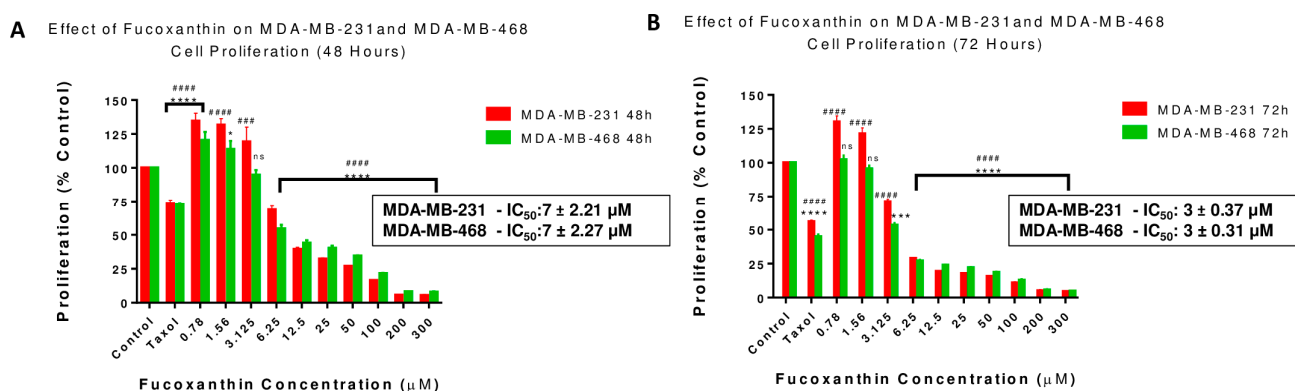 A
Effect of Fucoxanthin on MDA-MB-231and MDA-MB-468
Cell Proliferation (48 Hours)
Proliferation (% Control)
150
125
100
75
50
25
0
####
****
####
*
###
ns
####
****
MDA-MB-231 48h
MDA-MB-468 48h
MDA-MB-231 - IC50:7 ± 2.21 µM
MDA-MB-468 - IC50:7 ± 2.27 µM
Control
Taxol
0.78
1.56
3.125
6.25
12.5
25
50
100
200
300
Fucoxanthin Concentration (µM)
B
Effect of Fucoxanthin on MDA-MB-231and MDA-MB-468
Cell Proliferation (72 Hours)
Proliferation (% Control)
150
125
100
75
50
25
0
####
****
####
ns
####
ns
####
***
####
****
MDA-MB-231 72h
MDA-MB-468 72h
MDA-MB-231 - IC50: 3 ± 0.37 µM
MDA-MB-468 - IC50: 3 ± 0.31 µM
Control
Taxol
0.78
1.56
3.125
6.25
12.5
25
50
100
200
300
Fucoxanthin Concentration (µM)